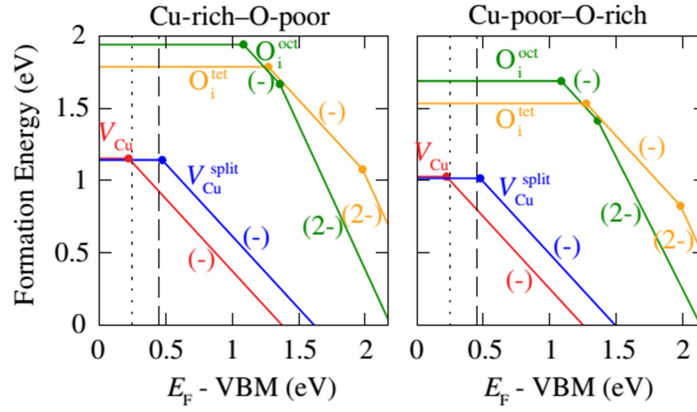 Cu-rich–O-poor
Cu-poor–O-rich
Formation Energy (eV)
2
1.5
1
0.5
0
O_i^oct
(-)
O_i^tet
(-)
V_Cu
V_Cu^split
(2-)
(-)
(2-)
(-)
O_i^oct
(-)
O_i^tet
(-)
V_Cu
V_Cu^split
(2-)
(2-)
(-)
(-)
0 0.5 1 1.5 2
0 0.5 1 1.5 2
E_F - VBM (eV)
E_F - VBM (eV)